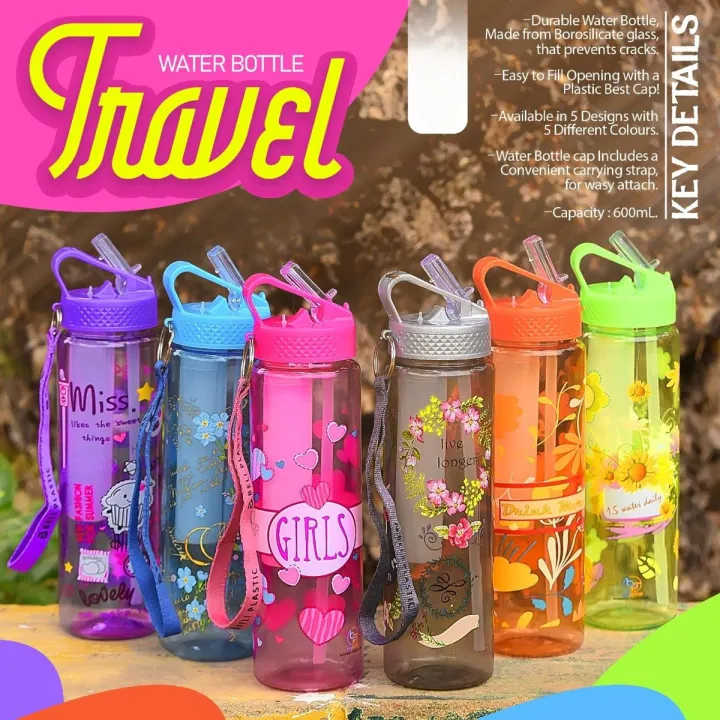 WATER BOTTLE
Travel
KEY DETAILS
–Durable Water Bottle,
Made from Borosilicate glass,
that prevents cracks.
–Easy to Fill Opening with a
Plastic Best Cap!
–Available in 5 Designs with
5 Different Colours.
–Water Bottle cap Includes a
Convenient carrying strap,
for wasy attach.
–Capacity : 600mL.
Miss.
likes the sweet
things
FASHION
SUMMER
lovely
GIRLS
PLASTIC
live
longer
Drink
15 water daily